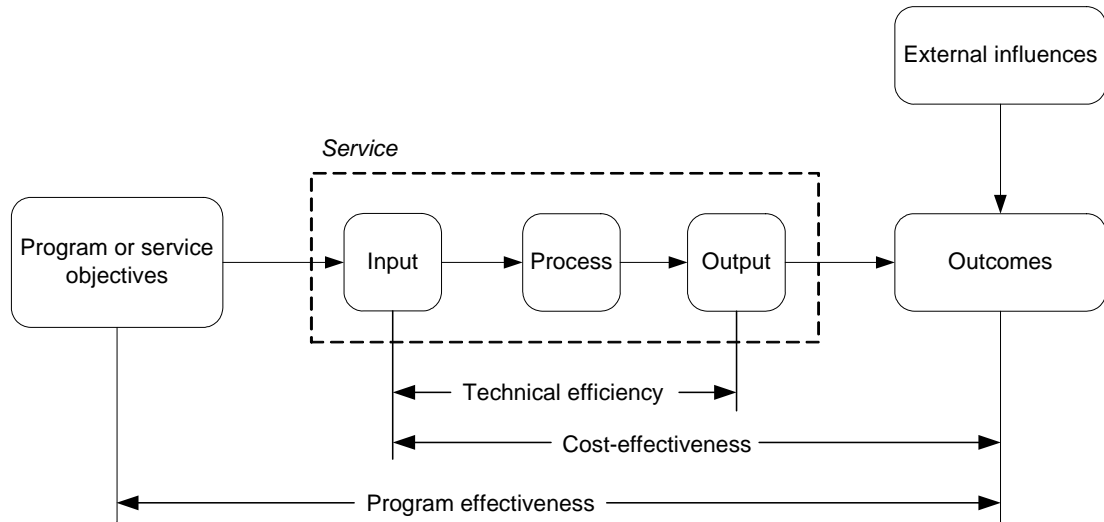 External influences
Service
Program or service
objectives
Input
Process
Output
Outcomes
Technical efficiency
Cost-effectiveness
Program effectiveness